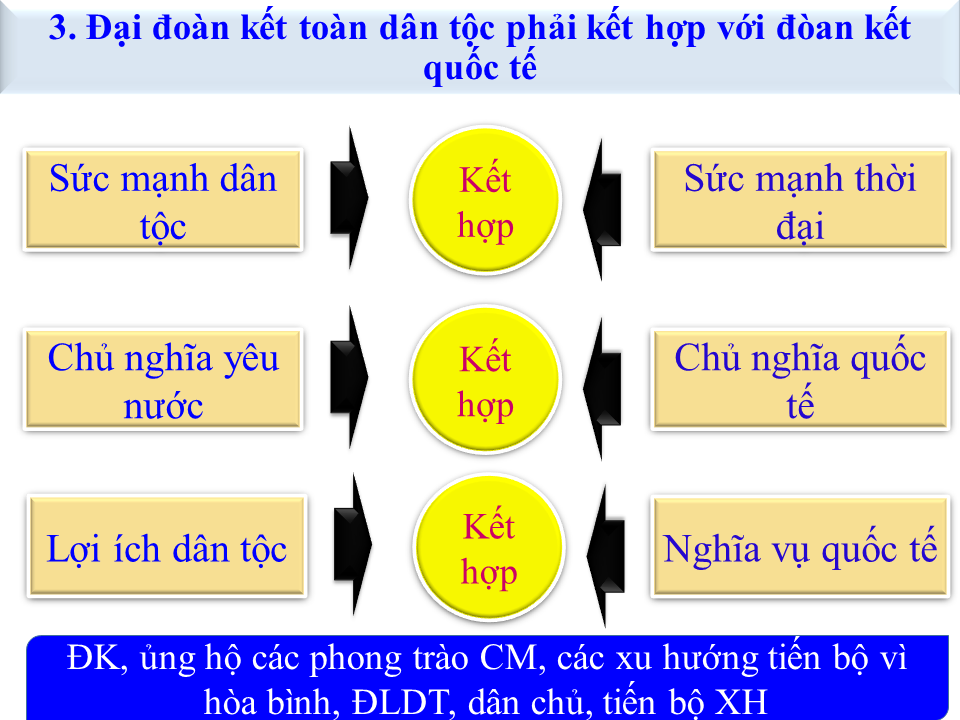 3. Đại đoàn kết toàn dân tộc phải kết hợp với đòan kết
quốc tế
Sức mạnh dân
tộc
Kết
hợp
Sức mạnh thời
đại
Chủ nghĩa yêu
nước
Kết
hợp
Chủ nghĩa quốc
tế
Lợi ích dân tộc
Kết
hợp
Nghĩa vụ quốc tế
ĐK, ủng hộ các phong trào CM, các xu hướng tiến bộ vì
hòa bình, ĐLDT, dân chủ, tiến bộ XH